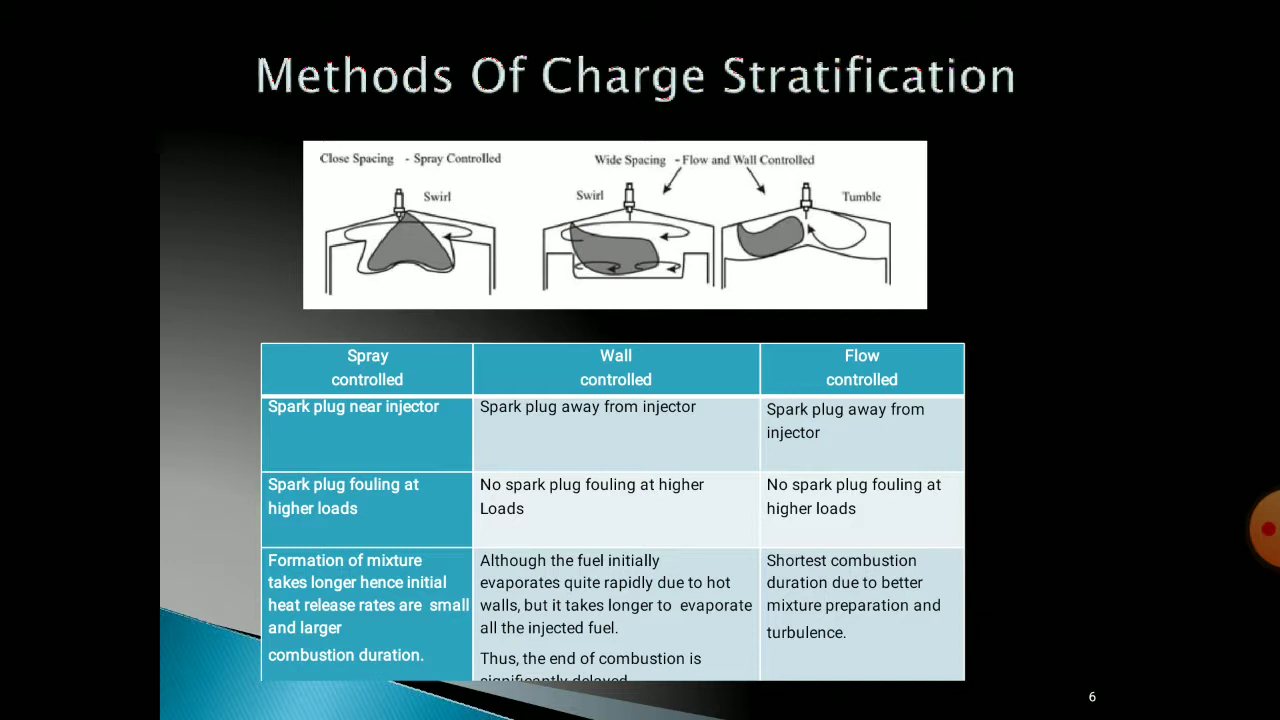 Methods Of Charge Stratification
Close Spacing - Spray Controlled
Wide Spacing - Flow and Wall Controlled
Swirl
Swirl
Tumble
Spray
controlled
Wall
controlled
Flow
controlled
Spark plug near injector
Spark plug away from injector
Spark plug away from
injector
Spark plug fouling at
higher loads
No spark plug fouling at higher
Loads
No spark plug fouling at
higher loads
Formation of mixture
takes longer hence initial
heat release rates are small
and larger
combustion duration.
Although the fuel initially
evaporates quite rapidly due to hot
walls, but it takes longer to evaporate
all the injected fuel.
Thus, the end of combustion is
significantly delayed
Shortest combustion
duration due to better
mixture preparation and
turbulence.
6